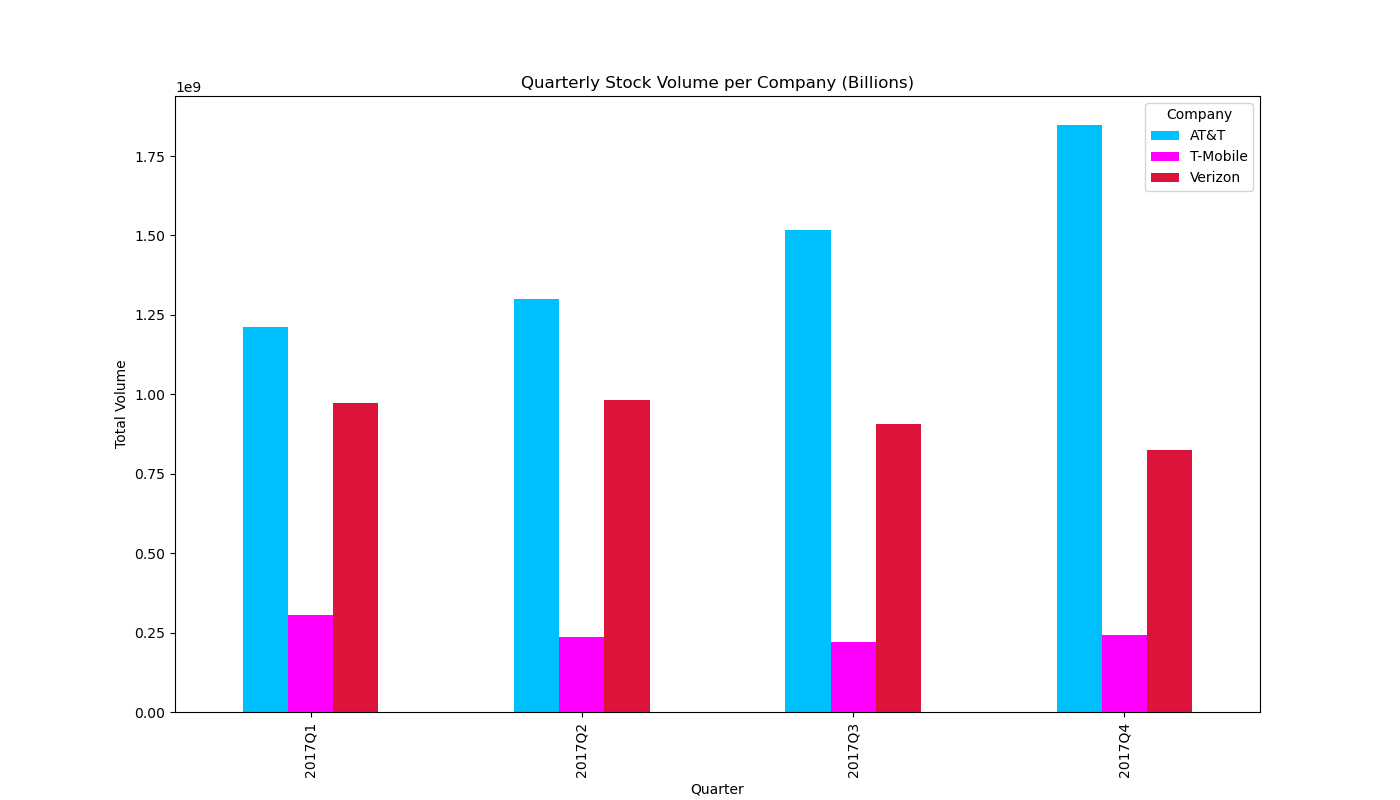 Quarterly Stock Volume per Company (Billions)
1e9
Company
AT&T
T-Mobile
Verizon
1.75
1.50
1.25
1.00
0.75
0.50
0.25
0.00
Total Volume
2017Q1
2017Q2
2017Q3
2017Q4
Quarter